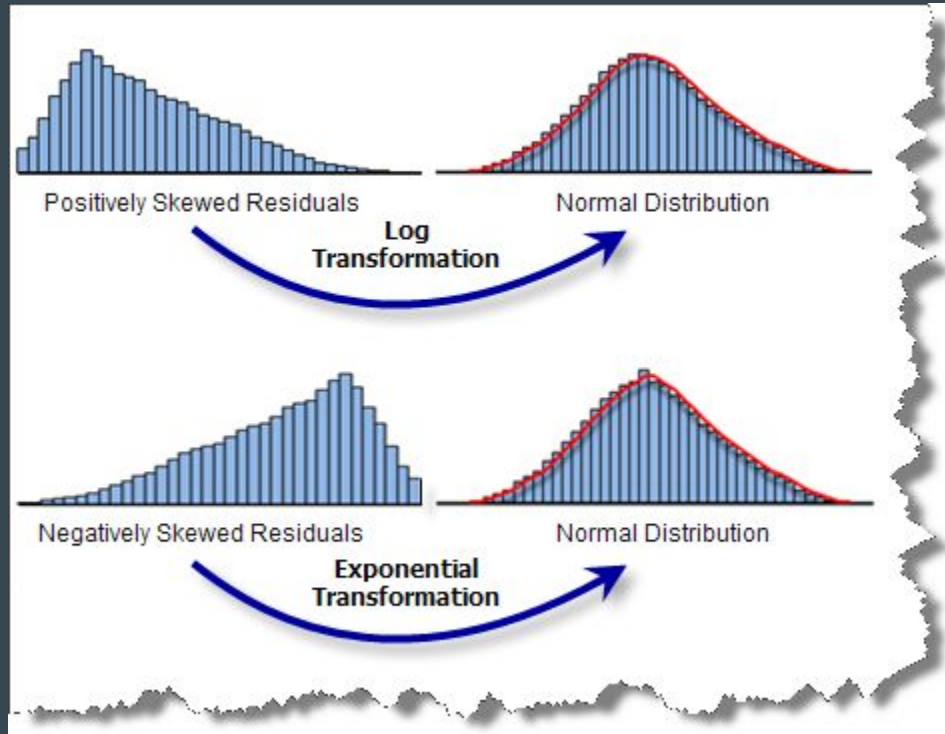 Positively Skewed Residuals
Normal Distribution
Log
Transformation
Negatively Skewed Residuals
Normal Distribution
Exponential
Transformation